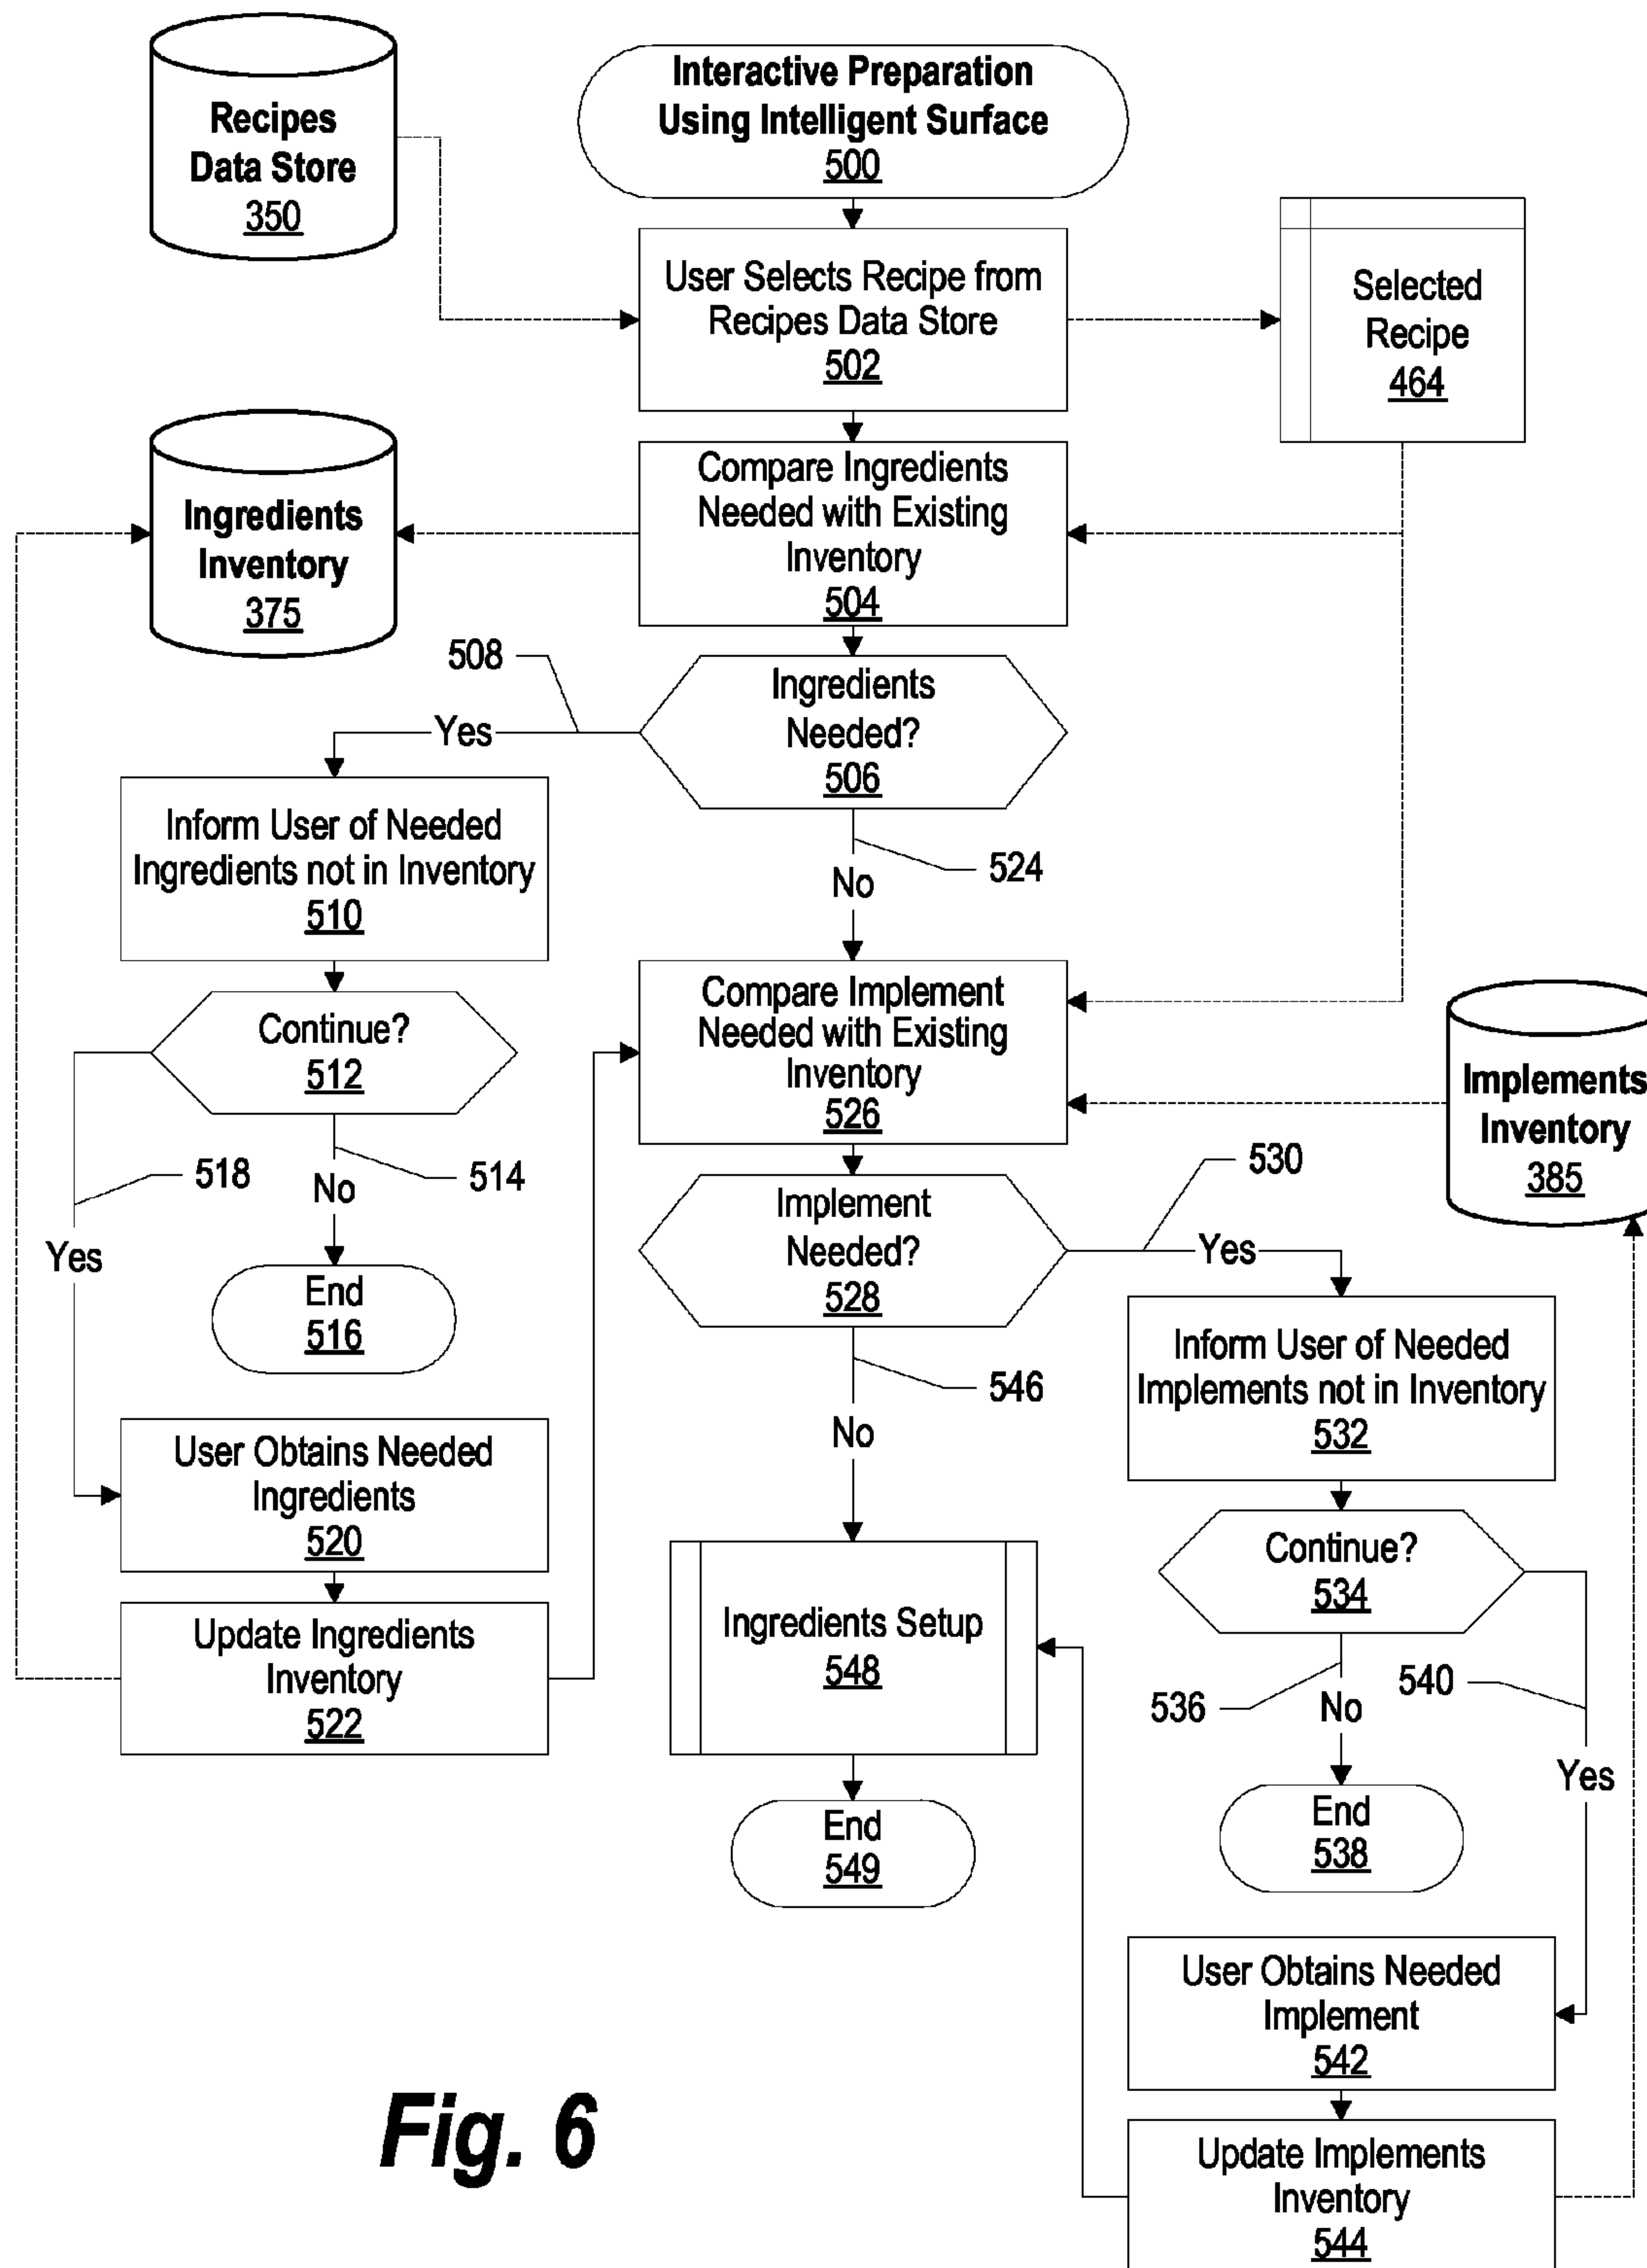 Recipes
Data Store
350
Interactive Preparation
Using Intelligent Surface
500
User Selects Recipe from
Recipes Data Store
502
Selected
Recipe
464
Ingredients
Inventory
375
Compare Ingredients
Needed with Existing
Inventory
504
508
Yes
Ingredients
Needed?
506
524
No
Inform User of Needed
Ingredients not in Inventory
510
Continue?
512
518
Yes
514
No
End
516
User Obtains Needed
Ingredients
520
Update Ingredients
Inventory
522
Compare Implement
Needed with Existing
Inventory
526
Implements
Inventory
385
Implement
Needed?
528
530
Yes
546
No
Inform User of Needed
Implements not in Inventory
532
Continue?
534
536
No
540
Yes
End
538
Ingredients Setup
548
End
549
User Obtains Needed
Implement
542
Update Implements
Inventory
544
Fig. 6